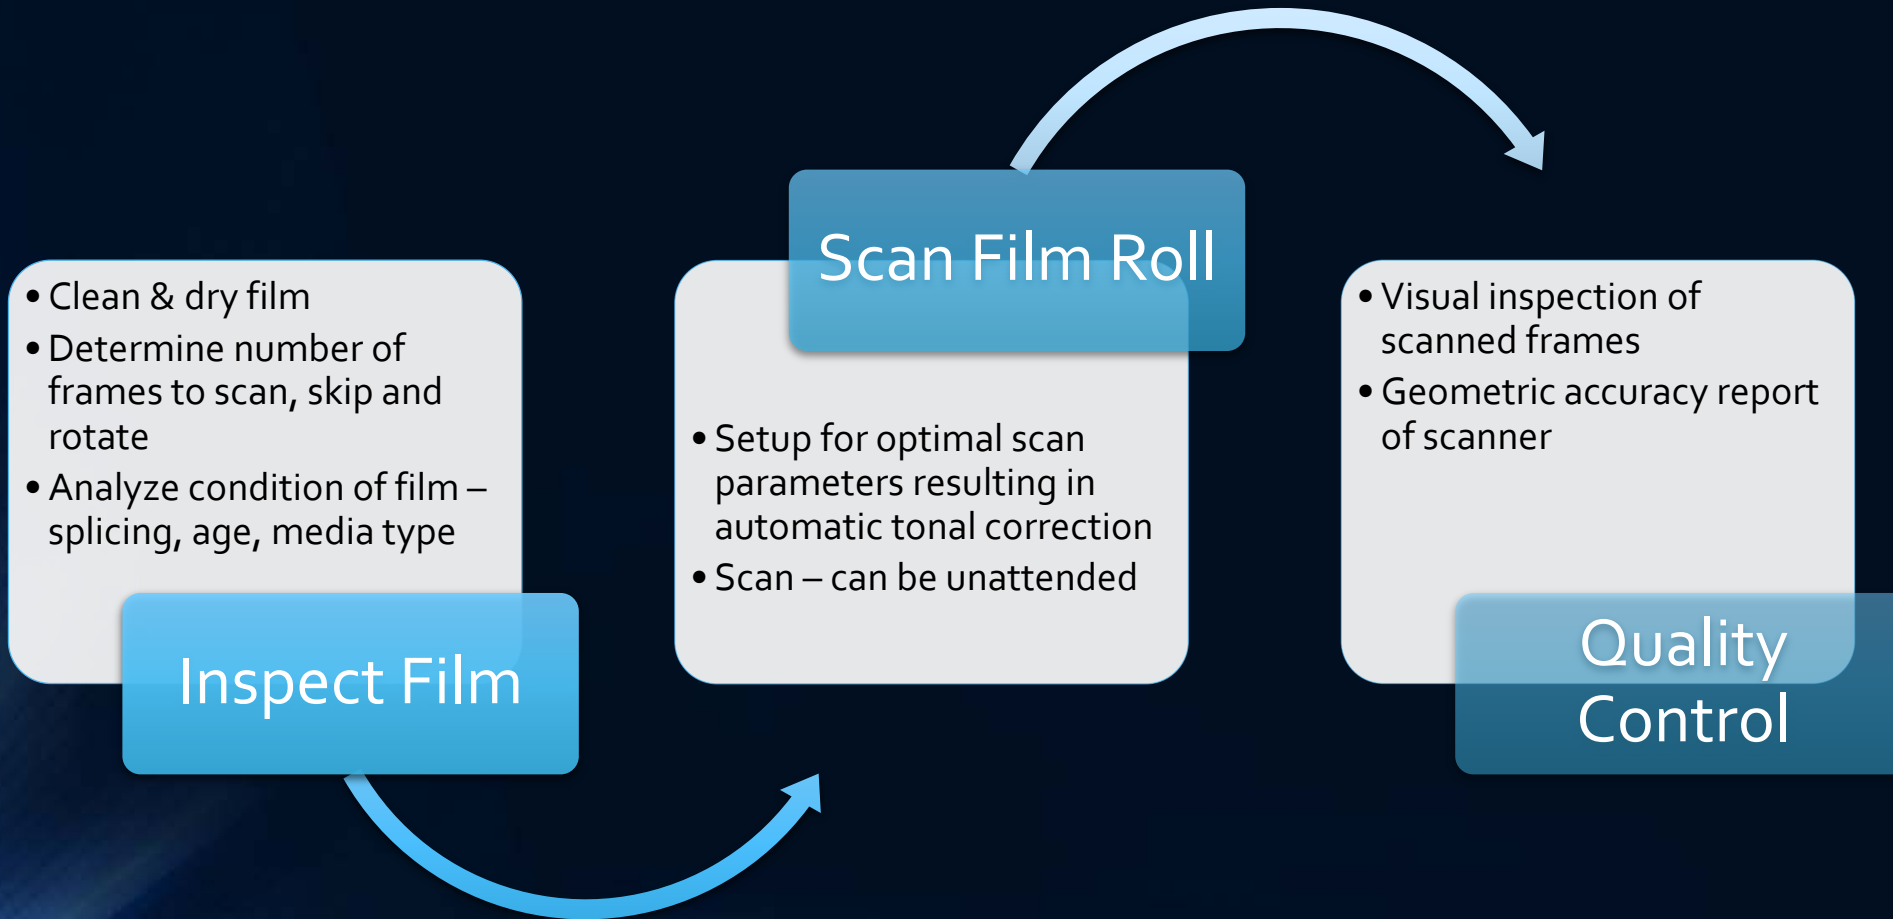 • Clean & dry film
• Determine number of
frames to scan, skip and
rotate
• Analyze condition of film –
splicing, age, media type
Inspect Film
Scan Film Roll
• Setup for optimal scan
parameters resulting in
automatic tonal correction
• Scan – can be unattended
• Visual inspection of
scanned frames
• Geometric accuracy report
of scanner
Quality
Control